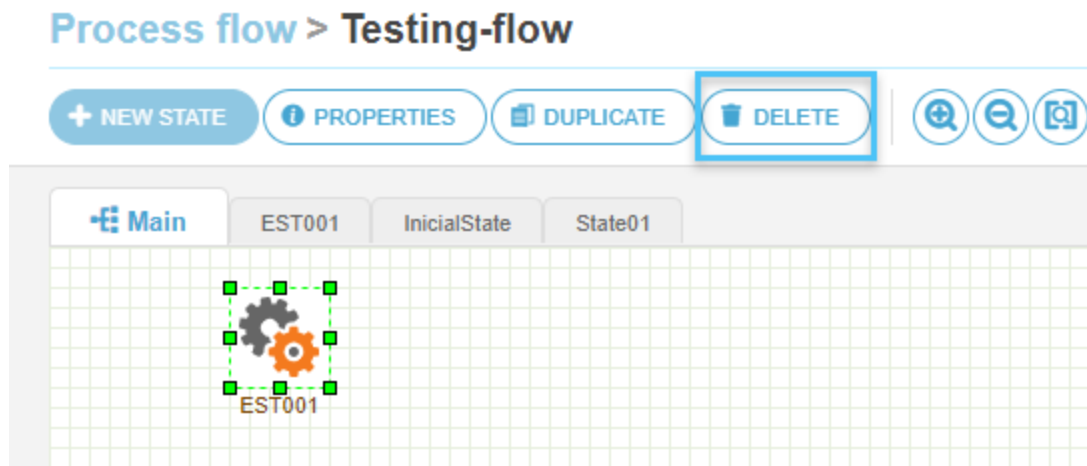 Process flow > Testing-flow
NEW STATE PROPERTIES DUPLICATE DELETE
Main EST001 InicialState State01
EST001